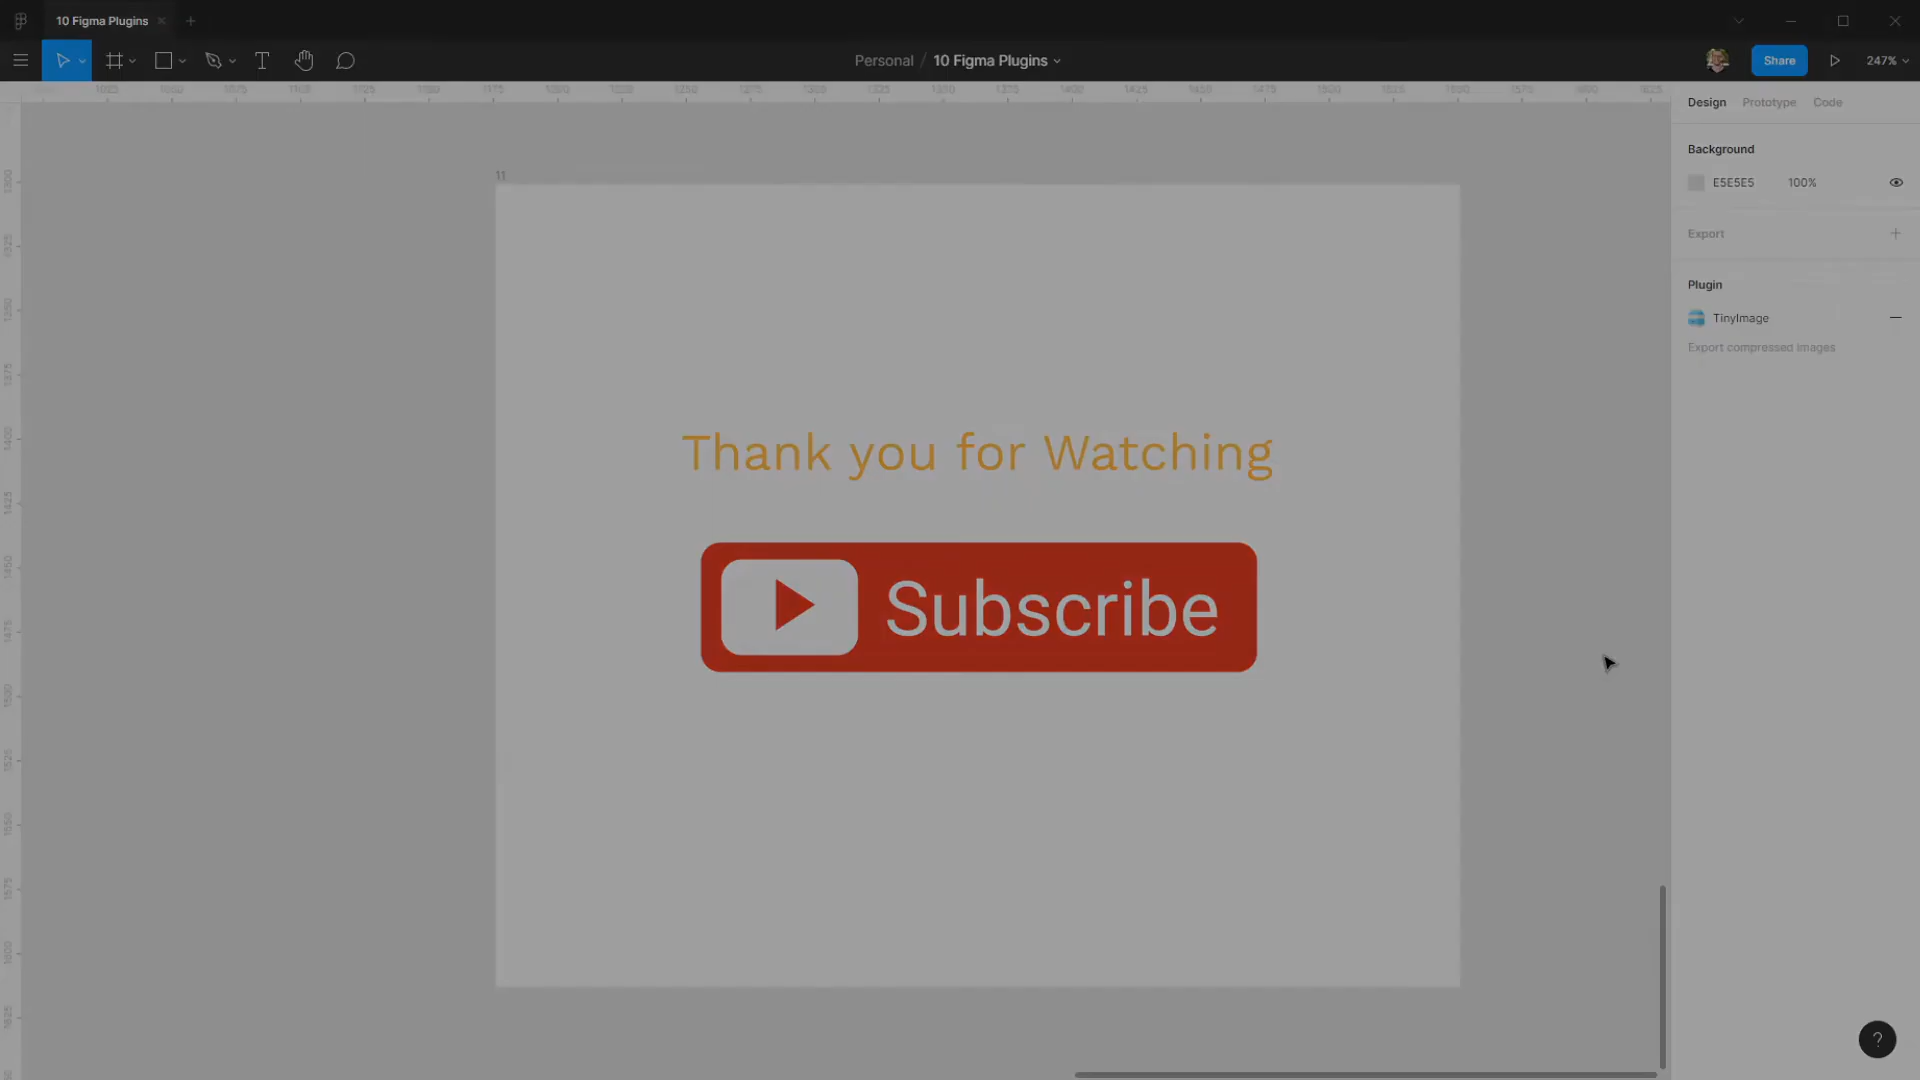 10 Figma Plugins
Personal / 10 Figma Plugins
Share
247%
Design Prototype Code
Background
E5E5E5 100%
Export
Plugin
TinyImage
Export compressed images
11
Thank you for Watching
Subscribe
?